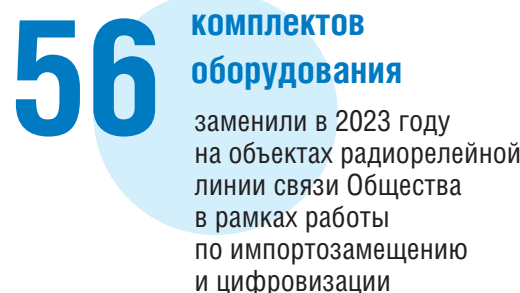 56
комплектов
оборудования
заменили в 2023 году
на объектах радиорелейной
линии связи Общества
в рамках работы
по импортозамещению
и цифровизации